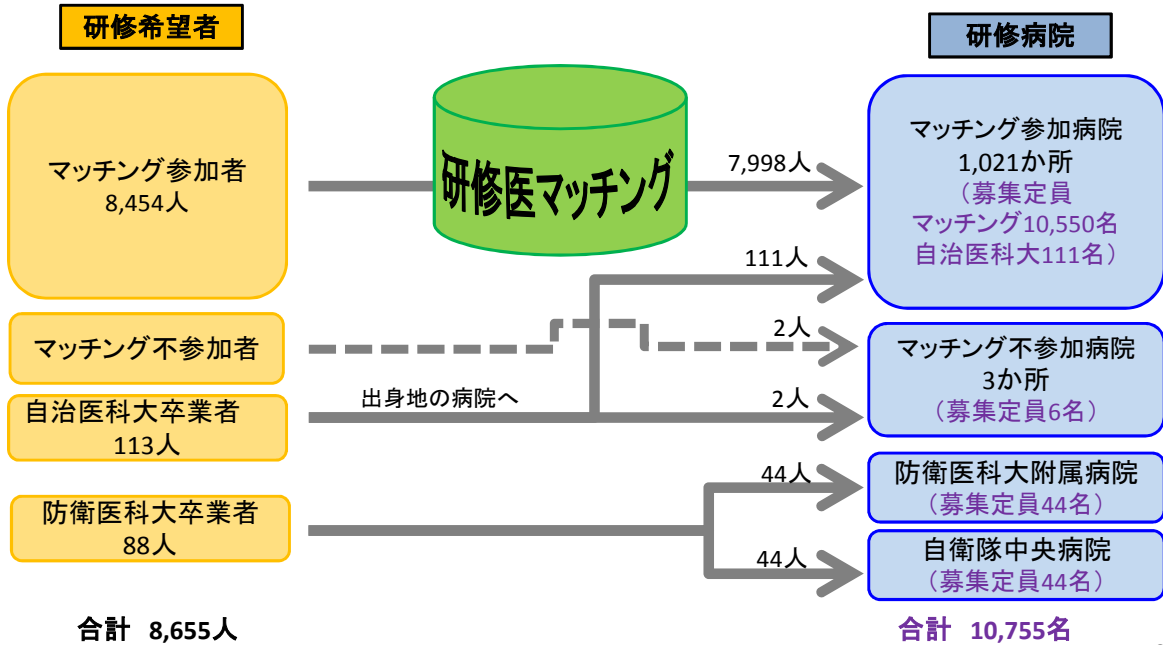 研修希望者
マッチング参加者
8,454人
マッチング不参加者
自治医科大卒業者
113人
防衛医科大卒業者
88人
合計 8,655人
研修医マッチング
出身地の病院へ
7,998人
111人
2人
2人
44人
44人
研修病院
マッチング参加病院
1,021か所
（募集定員
マッチング10,550名
自治医科大111名）
マッチング不参加病院
3か所
（募集定員6名）
防衛医科大附属病院
（募集定員44名）
自衛隊中央病院
（募集定員44名）
合計 10,755名